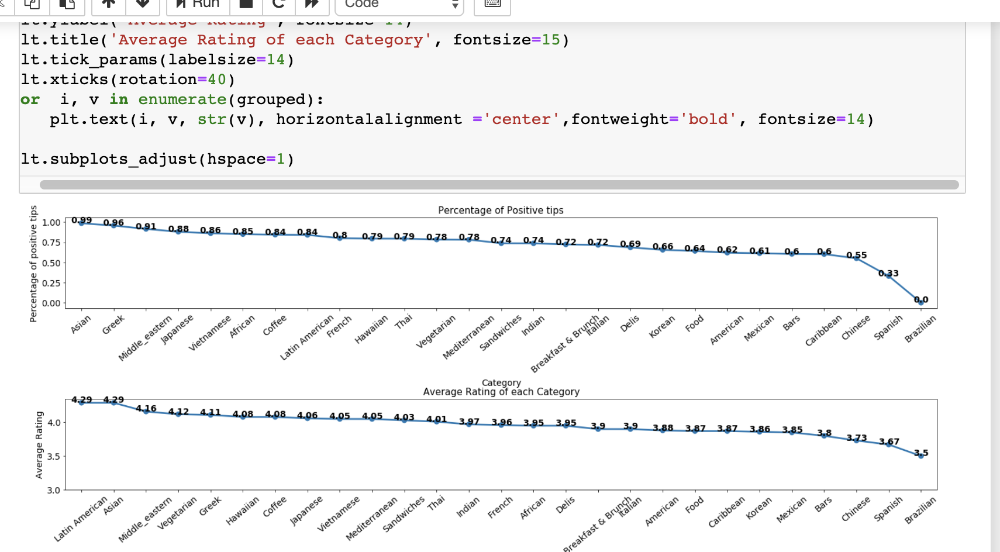 Run
Code
lt.ylabel('Average Rating', fontsize=14)
lt.title('Average Rating of each Category', fontsize=15)
lt.tick_params(labelsize=14)
lt.xticks(rotation=40)
or  i, v in enumerate(grouped):
   plt.text(i, v, str(v), horizontalalignment ='center',fontweight='bold', fontsize=14)
lt.subplots_adjust(hspace=1)
Percentage of Positive tips
Percentage of positive tips
1.00
0.75
0.50
0.25
0.00
0.99 0.96 0.91 0.88 0.86 0.85 0.84 0.84 0.8 0.79 0.79 0.78 0.78 0.74 0.74 0.72 0.72 0.69 0.66 0.64 0.62 0.61 0.6 0.6 0.55 0.33 0.0
Asian Greek Middle_eastern Japanese Vietnamese African Coffee Latin American French Hawaiian Thai Vegetarian Mediterranean Sandwiches Indian Breakfast & Brunch Italian Delis Korean Food American Mexican Bars Caribbean Chinese Spanish Brazilian
Category
Average Rating of each Category
Average Rating
4.0
3.5
3.0
4.29 4.29 4.16 4.12 4.11 4.08 4.08 4.06 4.05 4.05 4.03 4.01 3.97 3.96 3.95 3.95 3.9 3.9 3.88 3.87 3.87 3.86 3.85 3.8 3.73 3.67 3.5
Latin American Asian Middle_eastern Vegetarian Greek Hawaiian Coffee Japanese Vietnamese Mediterranean Sandwiches Thai Indian French African Delis Breakfast & Brunch Italian American Food Caribbean Korean Mexican Bars Chinese Spanish Brazilian